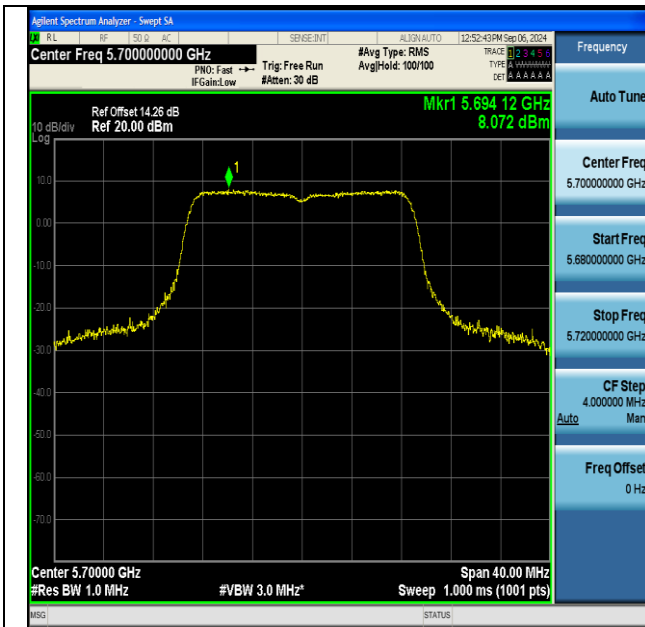 Agilent Spectrum Analyzer - Swept SA
RL RF 50 Ω AC SENSE:INT ALIGN AUTO 12:52:43 PM Sep 06, 2024
Center Freq 5.700000000 GHz
PNO: Fast
IFGain:Low
Trig: Free Run
#Atten: 30 dB
#Avg Type: RMS
Avg|Hold: 100/100
TRACE 1 2 3 4 5 6
TYPE A WWWWW
DET A A A A A A
Frequency
Auto Tune
Center Freq
5.700000000 GHz
Start Freq
5.680000000 GHz
Stop Freq
5.720000000 GHz
CF Step
4.000000 MHz
Auto Man
Freq Offset
0 Hz
Mkr1 5.694 12 GHz
8.072 dBm
Ref Offset 14.26 dB
10 dB/div Ref 20.00 dBm
Log
1
10.0
0.00
-10.0
-20.0
-30.0
-40.0
-50.0
-60.0
-70.0
Center 5.70000 GHz Span 40.00 MHz
#Res BW 1.0 MHz #VBW 3.0 MHz* Sweep 1.000 ms (1001 pts)
MSG STATUS